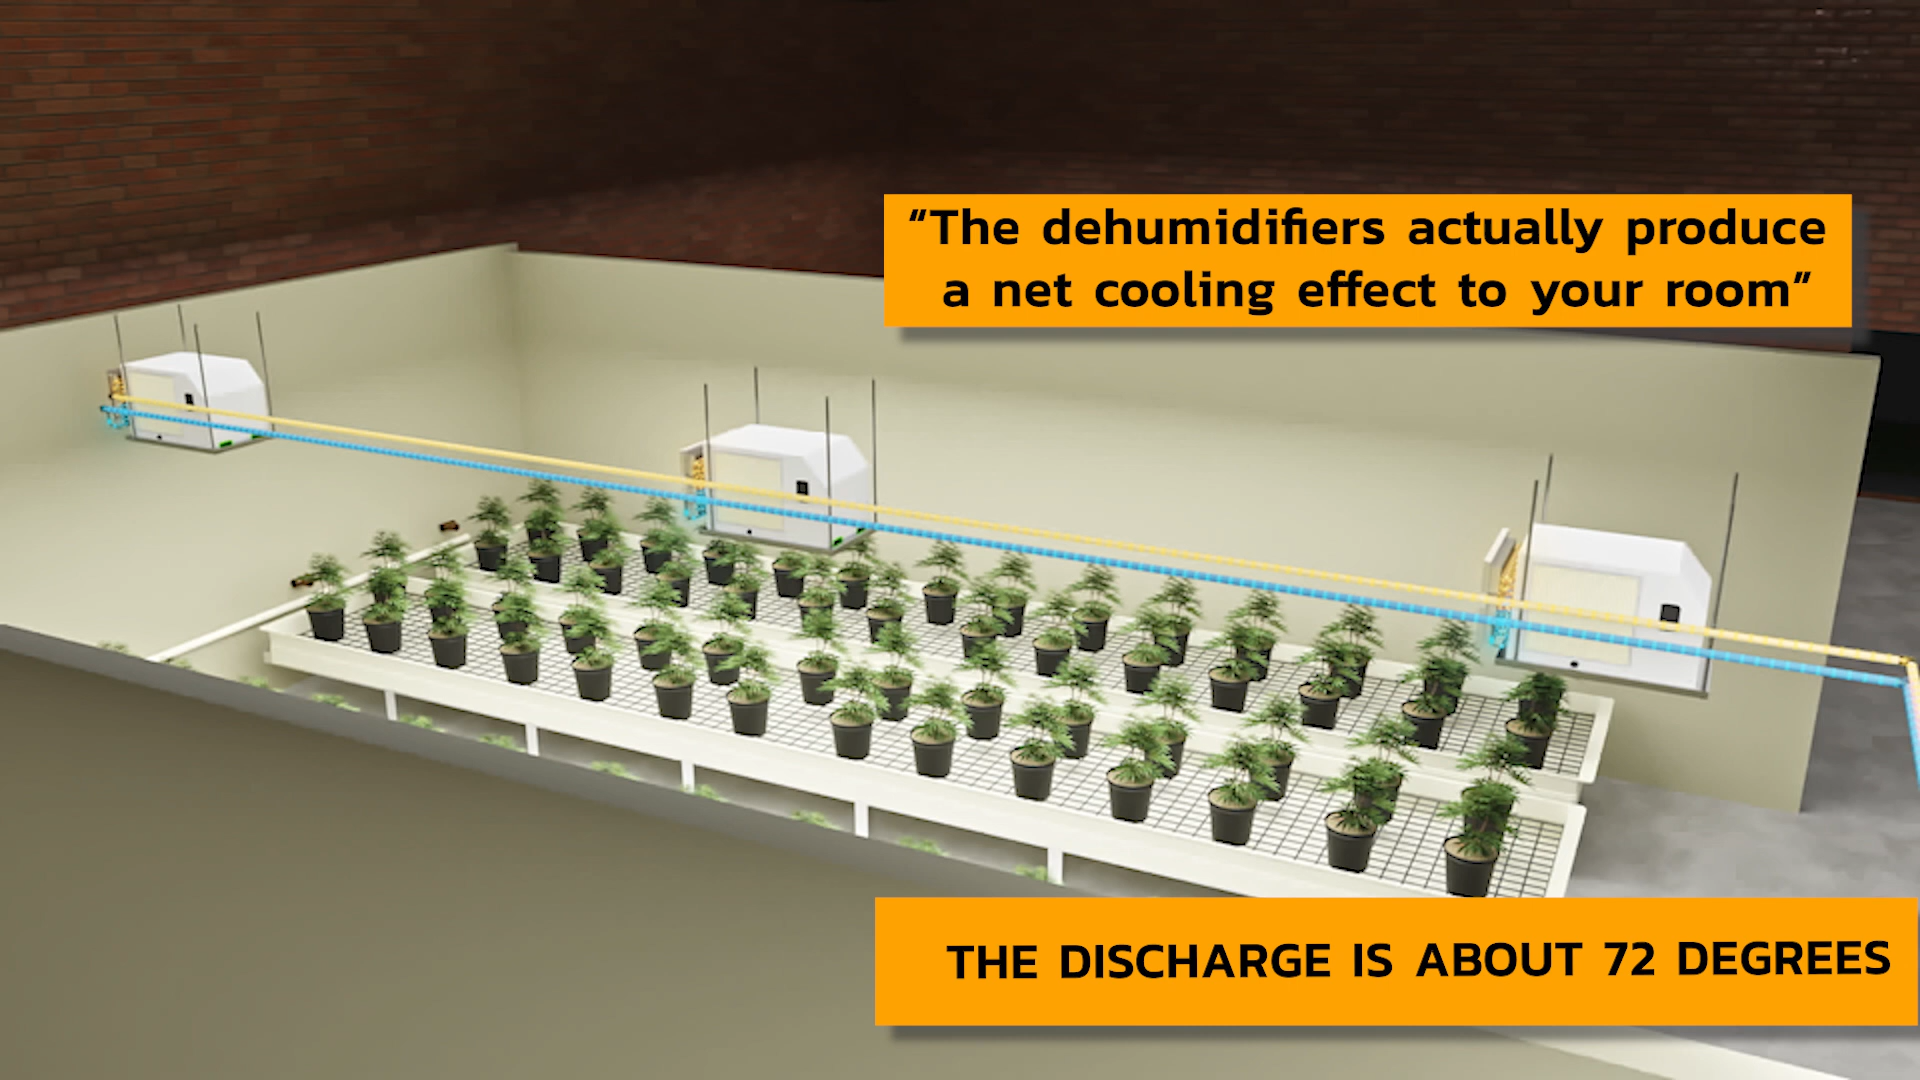 "The dehumidifiers actually produce
a net cooling effect to your room"
THE DISCHARGE IS ABOUT 72 DEGREES